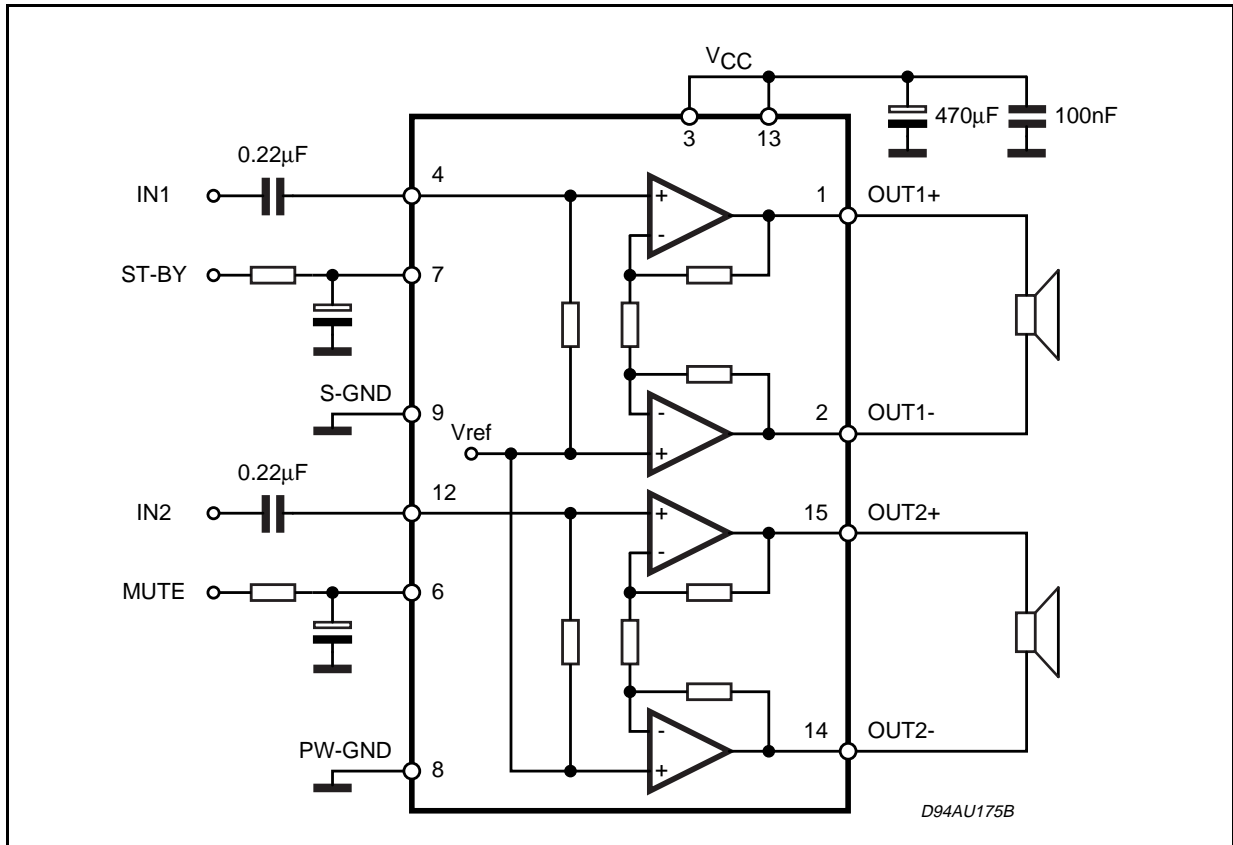 VCC
470µF
100nF
3
13
0.22µF
IN1
4
+
-
1
OUT1+
ST-BY
7
S-GND
9
Vref
-
+
2
OUT1-
0.22µF
IN2
12
+
-
15
OUT2+
MUTE
6
PW-GND
8
-
+
14
OUT2-
D94AU175B